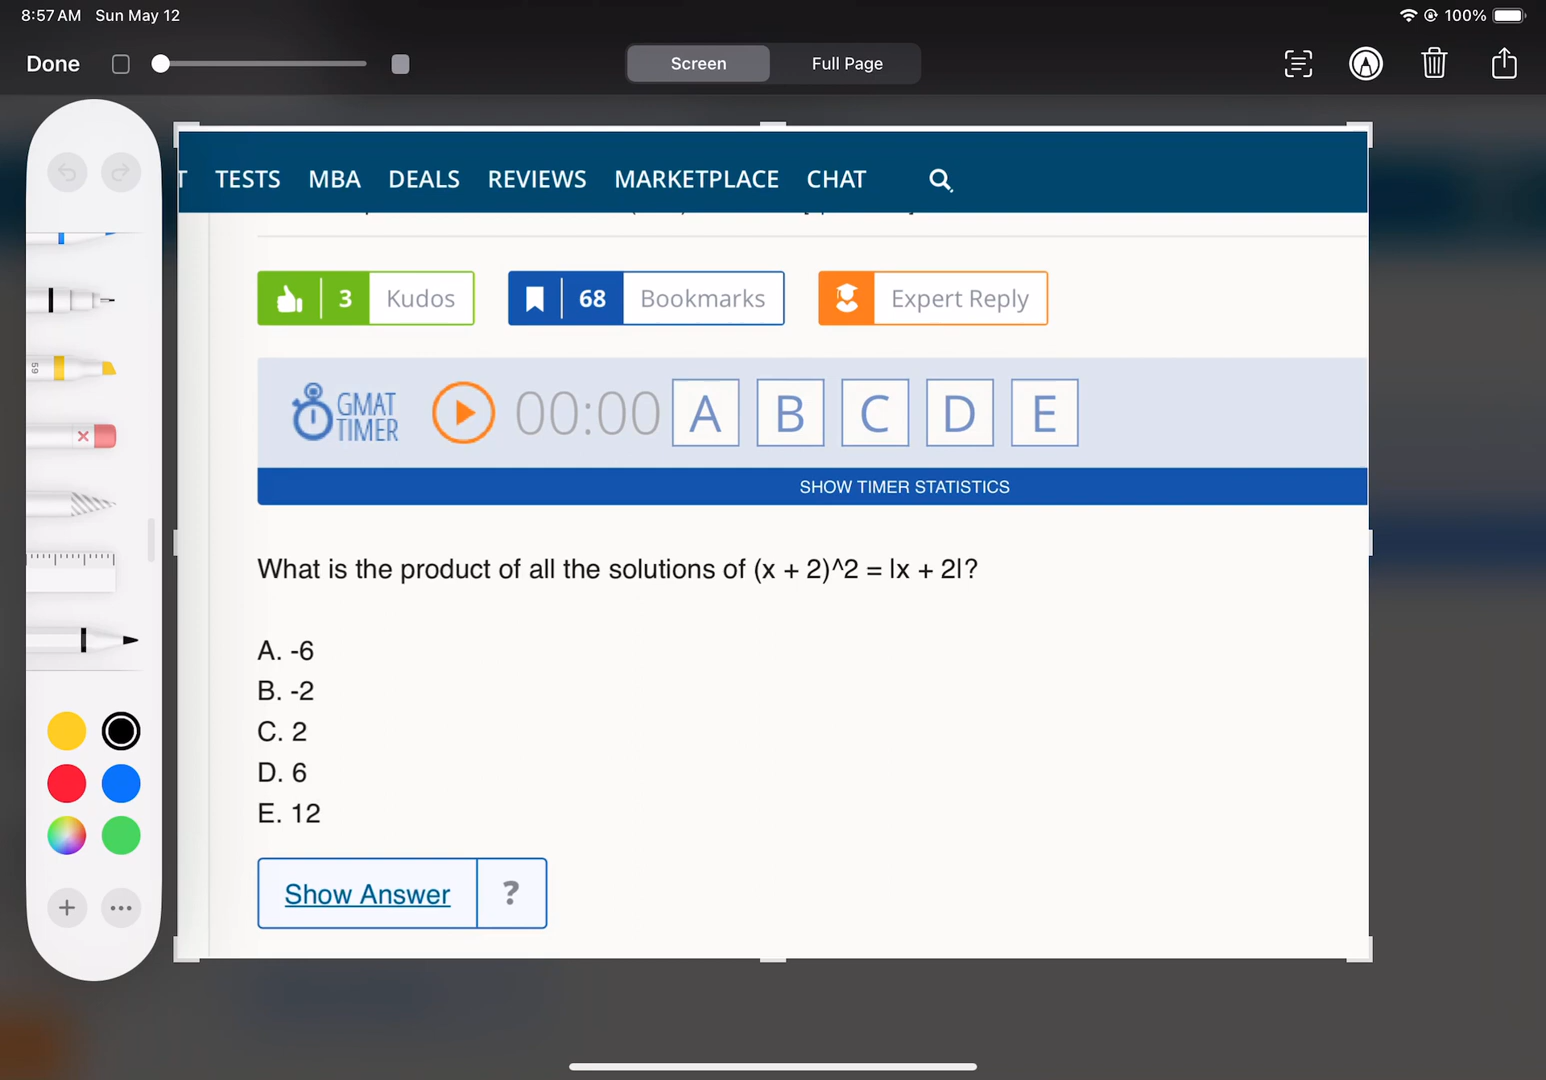 8:57 AM Sun May 12
100%
Done
Screen
Full Page
T TESTS MBA DEALS REVIEWS MARKETPLACE CHAT
3 Kudos
68 Bookmarks
Expert Reply
GMAT TIMER
00:00
A B C D E
SHOW TIMER STATISTICS
59
What is the product of all the solutions of (x + 2)^2 = |x + 2|?
A. -6
B. -2
C. 2
D. 6
E. 12
Show Answer
?